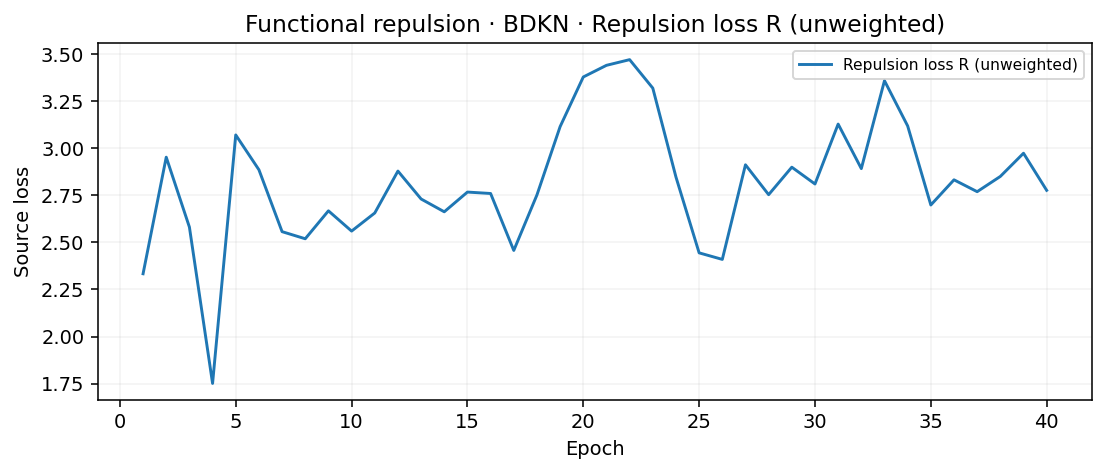 Functional repulsion · BDKN · Repulsion loss R (unweighted)
Repulsion loss R (unweighted)
Source loss
3.50
3.25
3.00
2.75
2.50
2.25
2.00
1.75
0 5 10 15 20 25 30 35 40
Epoch